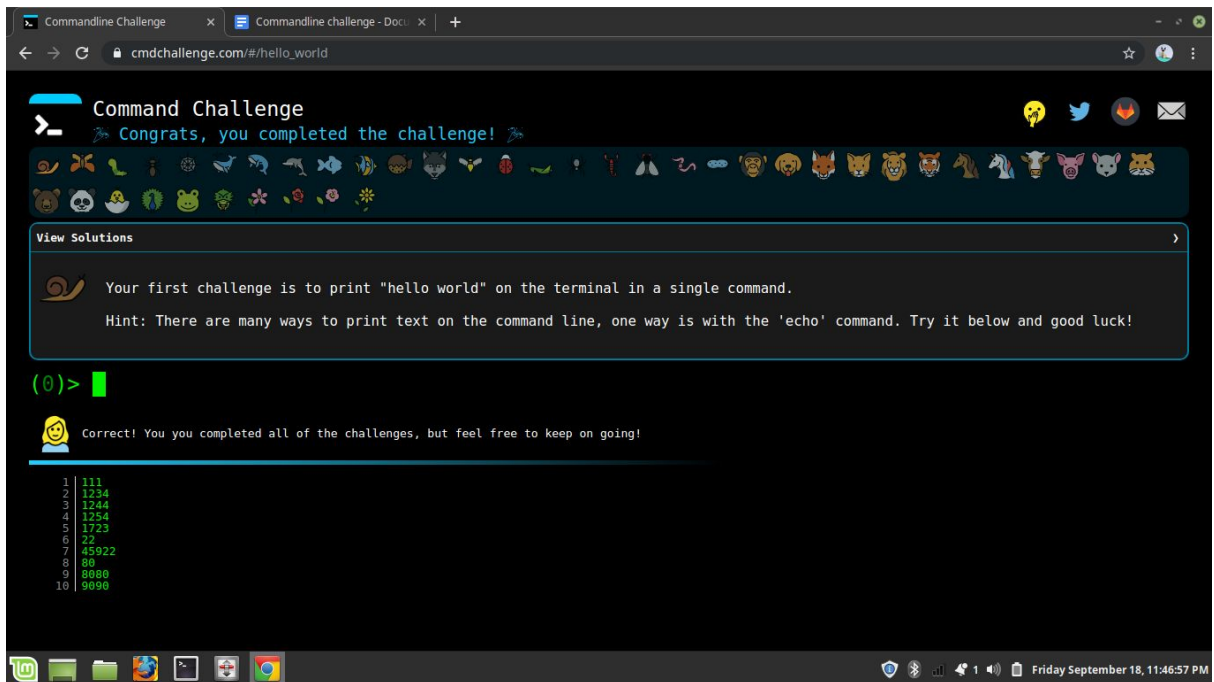 Commandline Challenge
Commandline challenge - Docu
cmdchallenge.com/#/hello_world
Command Challenge
Congrats, you completed the challenge!
View Solutions
Your first challenge is to print "hello world" on the terminal in a single command.
Hint: There are many ways to print text on the command line, one way is with the 'echo' command. Try it below and good luck!
(0)>
Correct! You you completed all of the challenges, but feel free to keep on going!
1 111
2 1234
3 1244
4 1254
5 1723
6 22
7 45922
8 80
9 8080
10 9090
1 Friday September 18, 11:46:57 PM